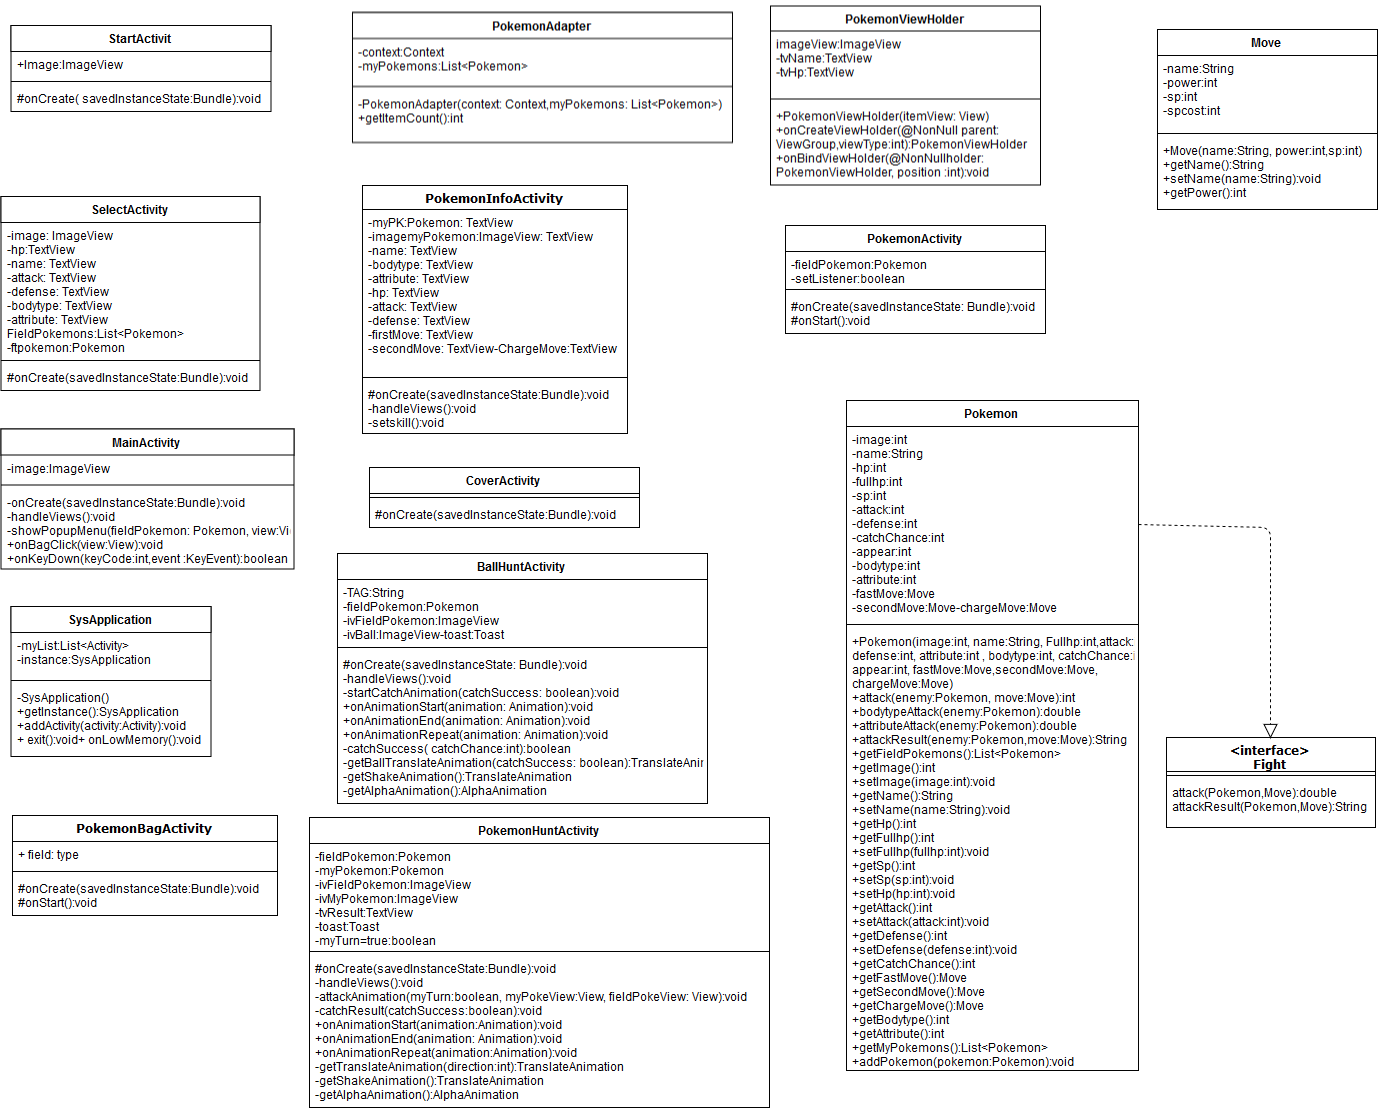 StartActivit
+Image:ImageView
#onCreate( savedInstanceState:Bundle):void
PokemonAdapter
-context:Context
-myPokemons:List<Pokemon>
-PokemonAdapter(context: Context,myPokemons: List<Pokemon>)
+getItemCount():int
PokemonViewHolder
imageView:ImageView
-tvName:TextView
-tvHp:TextView
+PokemonViewHolder(itemView: View)
+onCreateViewHolder(@NonNull parent:
ViewGroup,viewType:int):PokemonViewHolder
+onBindViewHolder(@NonNullholder:
PokemonViewHolder, position :int):void
Move
-name:String
-power:int
-sp:int
-spcost:int
+Move(name:String, power:int,sp:int)
+getName():String
+setName(name:String):void
+getPower():int
SelectActivity
-image: ImageView
-hp:TextView
-name: TextView
-attack: TextView
-defense: TextView
-bodytype: TextView
-attribute: TextView
FieldPokemons:List<Pokemon>
-ftpokemon:Pokemon
#onCreate(savedInstanceState:Bundle):void
PokemonInfoActivity
-myPK:Pokemon: TextView
-imagemyPokemon:ImageView: TextView
-name: TextView
-bodytype: TextView
-attribute: TextView
-hp: TextView
-attack: TextView
-defense: TextView
-firstMove: TextView
-secondMove: TextView-ChargeMove:TextView
#onCreate(savedInstanceState:Bundle):void
-handleViews():void
-setskill():void
PokemonActivity
-fieldPokemon:Pokemon
-setListener:boolean
#onCreate(savedInstanceState: Bundle):void
#onStart():void
MainActivity
-image:ImageView
-onCreate(savedInstanceState:Bundle):void
-handleViews():void
-showPopupMenu(fieldPokemon: Pokemon, view:Vi
+onBagClick(view:View):void
+onKeyDown(keyCode:int,event :KeyEvent):boolean
CoverActivity
#onCreate(savedInstanceState:Bundle):void
Pokemon
-image:int
-name:String
-hp:int
-fullhp:int
-sp:int
-attack:int
-defense:int
-catchChance:int
-appear:int
-bodytype:int
-attribute:int
-fastMove:Move
-secondMove:Move-chargeMove:Move
+Pokemon(image:int, name:String, Fullhp:int,attack:
defense:int, attribute:int , bodytype:int, catchChance:i
appear:int, fastMove:Move,secondMove:Move,
chargeMove:Move)
+attack(enemy:Pokemon, move:Move):int
+bodytypeAttack(enemy:Pokemon):double
+attributeAttack(enemy:Pokemon):double
+attackResult(enemy:Pokemon,move:Move):String
+getFieldPokemons():List<Pokemon>
+getImage():int
+setImage(image:int):void
+getName():String
+setName(name:String):void
+getHp():int
+getFullhp():int
+setFullhp(fullhp:int):void
+getSp():int
+setSp(sp:int):void
+setHp(hp:int):void
+getAttack():int
+setAttack(attack:int):void
+getDefense():int
+setDefense(defense:int):void
+getCatchChance():int
+getFastMove():Move
+getSecondMove():Move
+getChargeMove():Move
+getBodytype():int
+getAttribute():int
+getMyPokemons():List<Pokemon>
+addPokemon(pokemon:Pokemon):void
BallHuntActivity
-TAG:String
-fieldPokemon:Pokemon
-ivFieldPokemon:ImageView
-ivBall:ImageView-toast:Toast
#onCreate(savedInstanceState: Bundle):void
-handleViews():void
-startCatchAnimation(catchSuccess: boolean):void
+onAnimationStart(animation: Animation):void
+onAnimationEnd(animation: Animation):void
+onAnimationRepeat(animation: Animation):void
-catchSuccess( catchChance:int):boolean
-getBallTranslateAnimation(catchSuccess: boolean):TranslateAnir
-getShakeAnimation():TranslateAnimation
-getAlphaAnimation():AlphaAnimation
SysApplication
-myList:List<Activity>
-instance:SysApplication
-SysApplication()
+getInstance():SysApplication
+addActivity(activity:Activity):void
+ exit():void+ onLowMemory():void
<interface>
Fight
attack(Pokemon,Move):double
attackResult(Pokemon,Move):String
PokemonBagActivity
+ field: type
#onCreate(savedInstanceState:Bundle):void
#onStart():void
PokemonHuntActivity
-fieldPokemon:Pokemon
-myPokemon:Pokemon
-ivFieldPokemon:ImageView
-ivMyPokemon:ImageView
-tvResult:TextView
-toast:Toast
-myTurn=true:boolean
#onCreate(savedInstanceState:Bundle):void
-handleViews():void
-attackAnimation(myTurn:boolean, myPokeView:View, fieldPokeView: View):void
-catchResult(catchSuccess:boolean):void
+onAnimationStart(animation:Animation):void
+onAnimationEnd(animation: Animation):void
+onAnimationRepeat(animation:Animation):void
-getTranslateAnimation(direction:int):TranslateAnimation
-getShakeAnimation():TranslateAnimation
-getAlphaAnimation():AlphaAnimation